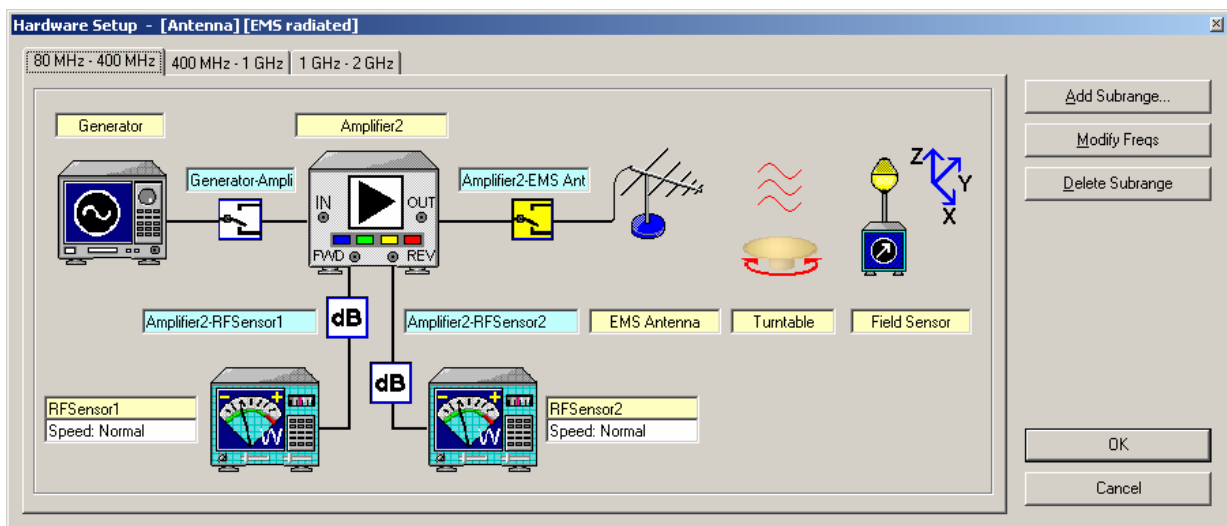 Hardware Setup - [Antenna] [EMS radiated]
80 MHz - 400 MHz
400 MHz - 1 GHz
1 GHz - 2 GHz
Add Subrange...
Modify Freqs
Delete Subrange
Generator
Amplifier2
Generator-Ampli
Amplifier2-EMS Ant
IN
OUT
FWD
REV
Z
Y
X
Amplifier2-RFSensor1
dB
Amplifier2-RFSensor2
EMS Antenna
Turntable
Field Sensor
dB
RFSensor1
Speed: Normal
RFSensor2
Speed: Normal
OK
Cancel